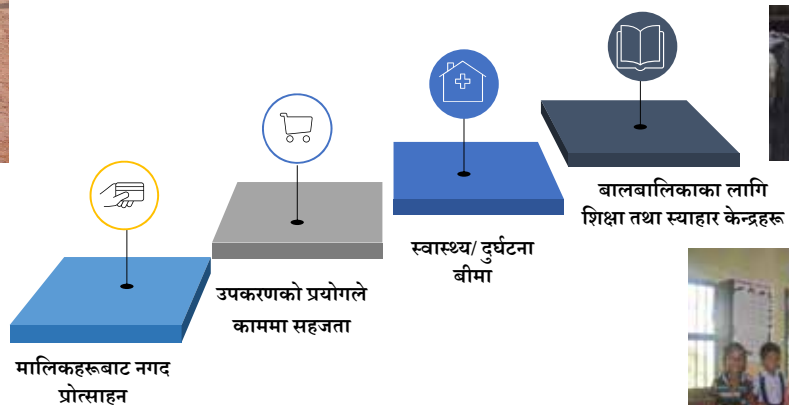 मालिकहरूबाट नगद
प्रोत्साहन
उपकरणको प्रयोगले
काममा सहजता
स्वास्थ्य/ दुर्घटना
बीमा
बालबालिकाका लागि
शिक्षा तथा स्याहार केन्द्रहरू